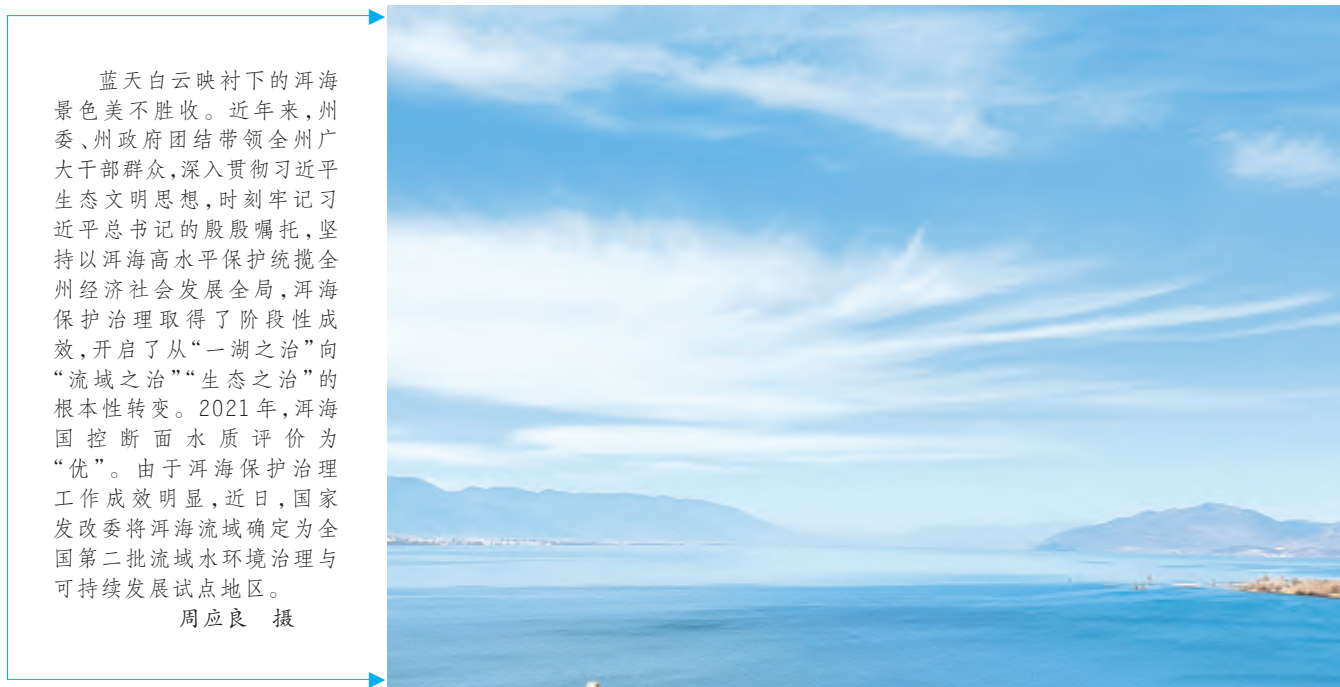 蓝天白云映衬下的洱海
景色美不胜收。近年来,州
委、州政府团结带领全州广
大干部群众,深入贯彻习近平
生态文明思想,时刻牢记习
近平总书记的殷殷嘱托,坚
持以洱海高水平保护统揽全
州经济社会发展全局,洱海
保护治理取得了阶段性成
效,开启了从“一湖之治”向
“流域之治”“生态之治”的
根本性转变。2021年,洱海
国控断面水质评价为
“优”。由于洱海保护治理
工作成效明显,近日,国家
发改委将洱海流域确定为全
国第二批流域水环境治理与
可持续发展试点地区。
周应良 摄